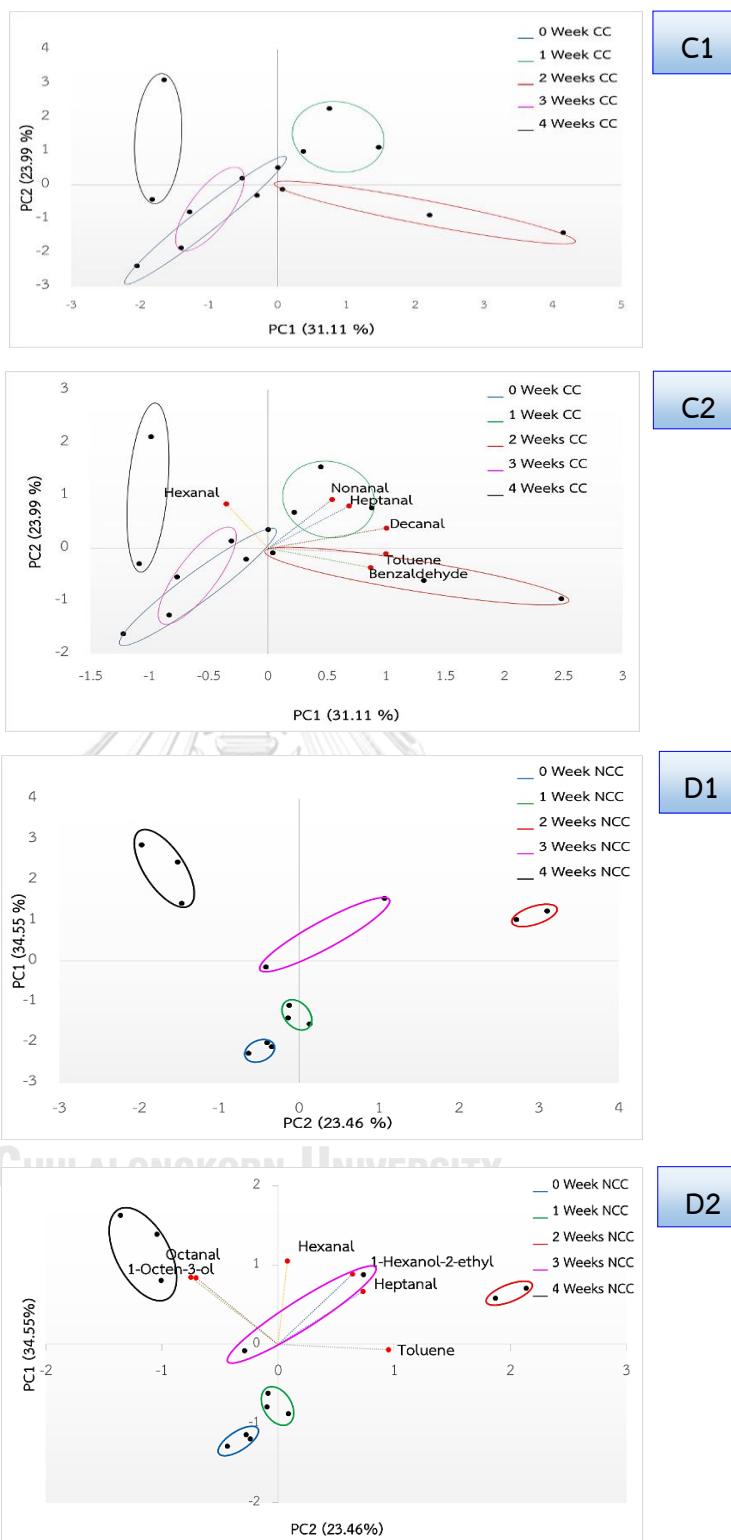 0 Week CC
1 Week CC
2 Weeks CC
3 Weeks CC
4 Weeks CC
C1
4
3
2
1
0
-1
-2
-3
PC2 (23.99 %)
-3 -2 -1 0 1 2 3 4 5
PC1 (31.11 %)
0 Week CC
1 Week CC
2 Weeks CC
3 Weeks CC
4 Weeks CC
C2
3
2
1
0
-1
-2
PC2 (23.99 %)
Hexanal
Nonanal
Heptanal
Decanal
Toluene
Benzaldehyde
-1.5 -1 -0.5 0 0.5 1 1.5 2 2.5 3
PC1 (31.11 %)
0 Week NCC
1 Week NCC
2 Weeks NCC
3 Weeks NCC
4 Weeks NCC
D1
4
3
2
1
0
-1
-2
-3
PC1 (34.55 %)
-3 -2 -1 0 1 2 3 4
PC2 (23.46 %)
CHULALONGKORN UNIVERSITY
0 Week NCC
1 Week NCC
2 Weeks NCC
3 Weeks NCC
4 Weeks NCC
D2
2
1
0
-1
-2
PC1 (34.55%)
Octanal
1-Octen-3-ol
Hexanal
1-Hexanol-2-ethyl
Heptanal
Toluene
-2 -1 0 1 2 3
PC2 (23.46%)